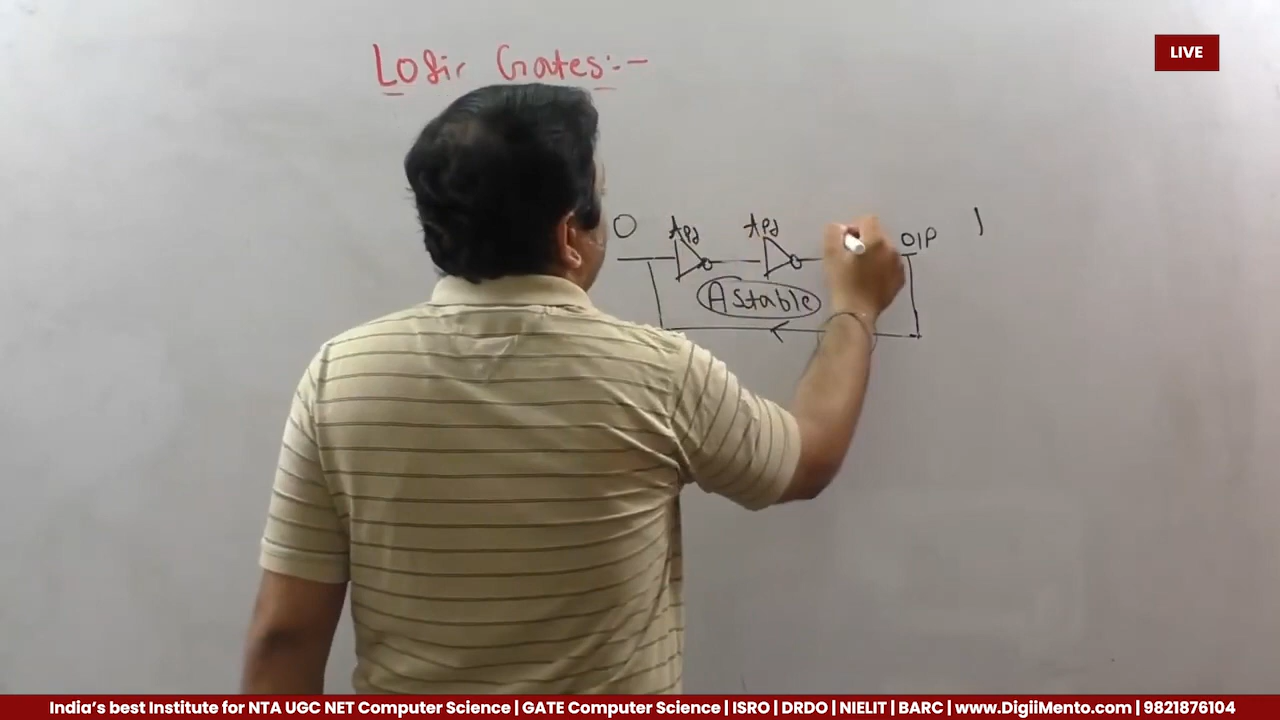 LIVE
Logic Gates:-
0 tpd tpd O/P 1
Astable
India's best Institute for NTA UGC NET Computer Science | GATE Computer Science | ISRO | DRDO | NIELIT | BARC | www.DigiiMento.com | 9821876104